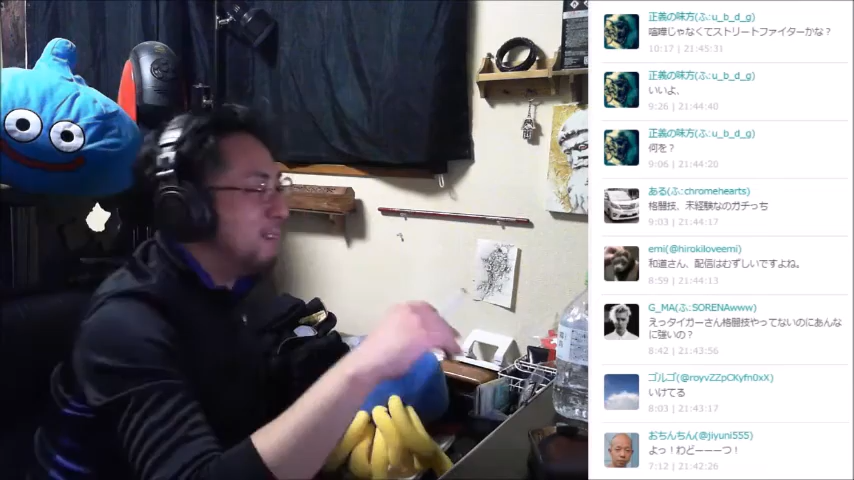 正義の味方(ふ:u_b_d_g)
喧嘩じゃなくてストリートファイターかな?
10:17 | 21:45:31
正義の味方(ふ:u_b_d_g)
いいよ、
9:26 | 21:44:40
正義の味方(ふ:u_b_d_g)
何を?
9:06 | 21:44:20
ある(ふ:chromehearts)
格闘技、未経験なのガチっち
9:03 | 21:44:17
emi(@hirokiloveemi)
和道さん、配信はむずしいですよね。
8:59 | 21:44:13
G_MA(ふ:SORENAwww)
えっタイガーさん格闘技やってないのにあんな
に強いの?
8:42 | 21:43:56
ゴルゴ(@royvZZpCKyfn0xX)
いけてる
8:03 | 21:43:17
おちんちん(@jiyuni555)
よっ!わどーーーつ!
7:12 | 21:42:26